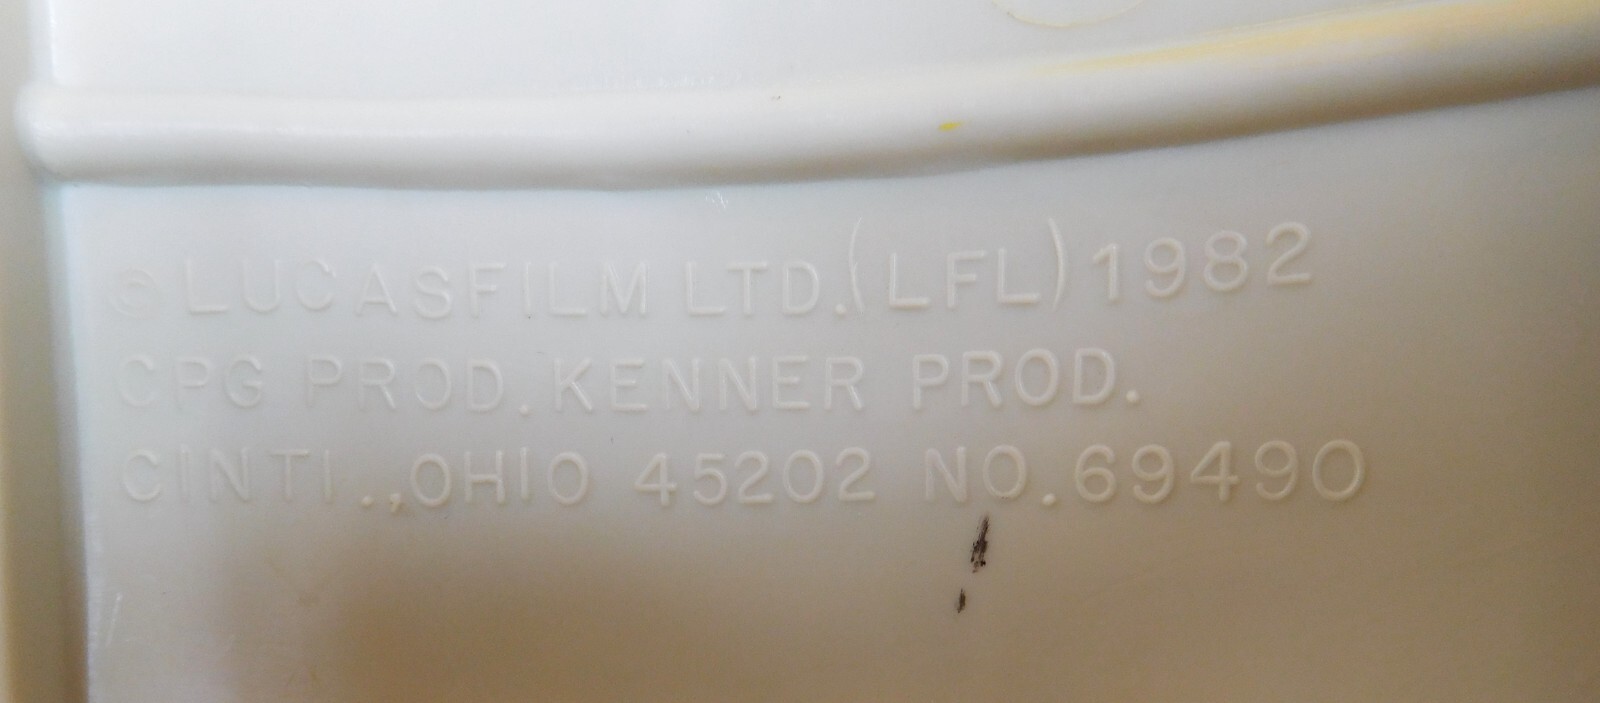 © LUCASFILM LTD. (LFL) 1982
CPG PROD. KENNER PROD.
CINTI., OHIO 45202 NO. 69490